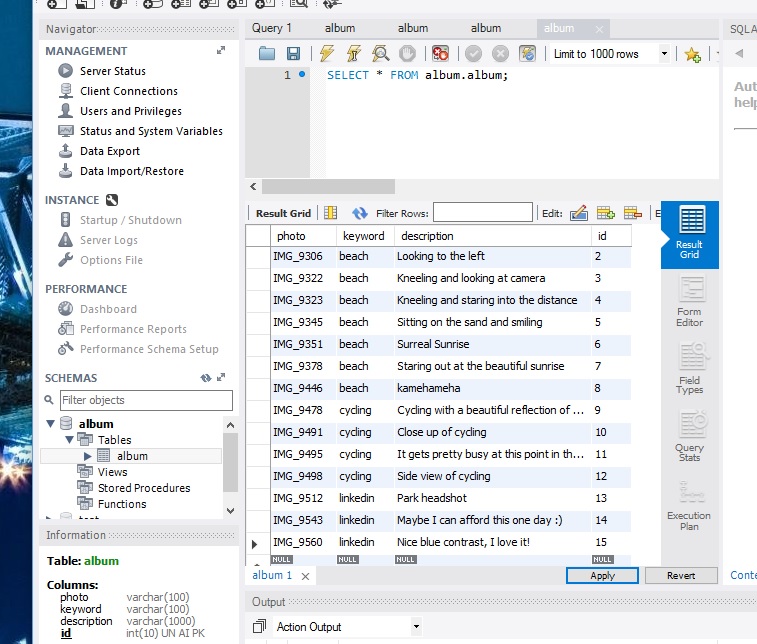 Navigator
MANAGEMENT
Server Status
Client Connections
Users and Privileges
Status and System Variables
Data Export
Data Import/Restore
INSTANCE
Startup / Shutdown
Server Logs
Options File
PERFORMANCE
Dashboard
Performance Reports
Performance Schema Setup
SCHEMAS
Filter objects
album
Tables
album
Views
Stored Procedures
Functions
Information
Table: album
Columns:
photo varchar(100)
keyword varchar(100)
description varchar(1000)
id int(10) UN AI PK
Query 1 album album album album
Limit to 1000 rows
1 SELECT * FROM album.album;
Result Grid Filter Rows: Edit:
photo keyword description id
IMG_9306 beach Looking to the left 2
IMG_9322 beach Kneeling and looking at camera 3
IMG_9323 beach Kneeling and staring into the distance 4
IMG_9345 beach Sitting on the sand and smiling 5
IMG_9351 beach Surreal Sunrise 6
IMG_9378 beach Staring out at the beautiful sunrise 7
IMG_9446 beach kamehameha 8
IMG_9478 cycling Cycling with a beautiful reflection of ... 9
IMG_9491 cycling Close up of cycling 10
IMG_9495 cycling It gets pretty busy at this point in th... 11
IMG_9498 cycling Side view of cycling 12
IMG_9512 linkedin Park headshot 13
IMG_9543 linkedin Maybe I can afford this one day :) 14
IMG_9560 linkedin Nice blue contrast, I love it! 15
NULL NULL NULL NULL
album 1 Apply Revert
Output
Action Output
Result
Grid
Form
Editor
Field
Types
Query
Stats
Execution
Plan
SQLA
Aut
help
Conte